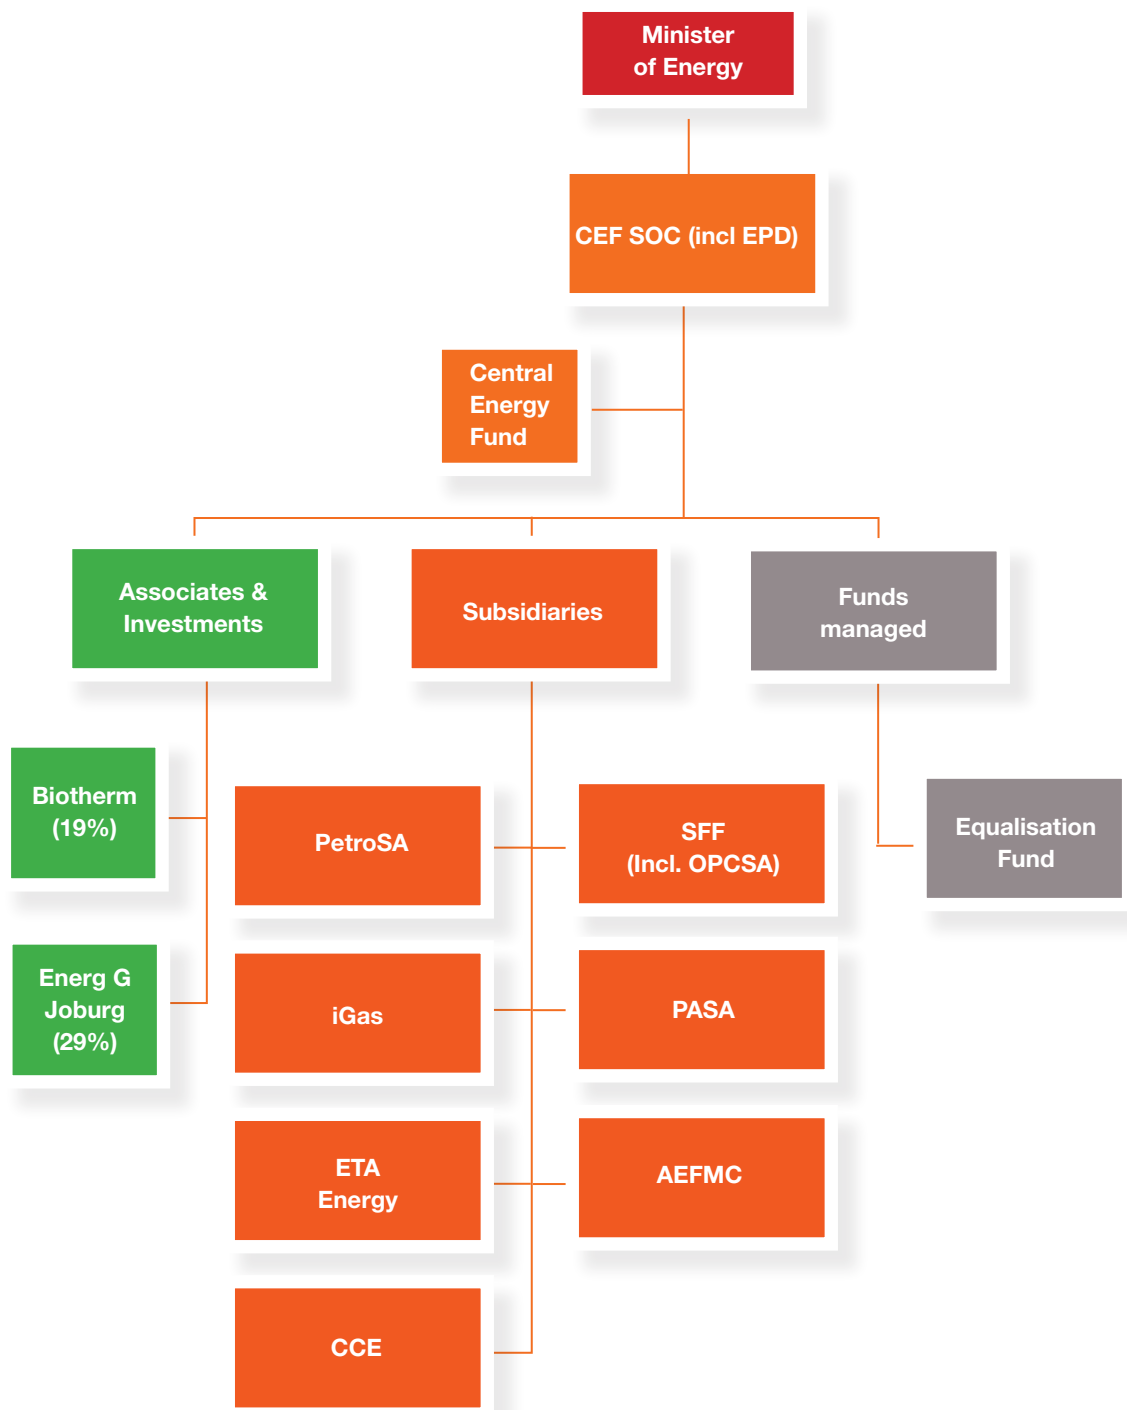 Minister
of Energy
CEF SOC (incl EPD)
Central
Energy
Fund
Associates &
Investments
Subsidiaries
Funds
managed
Biotherm
(19%)
Energ G
Joburg
(29%)
PetroSA
SFF
(Incl. OPCSA)
Equalisation
Fund
iGas
PASA
ETA
Energy
AEFMC
CCE